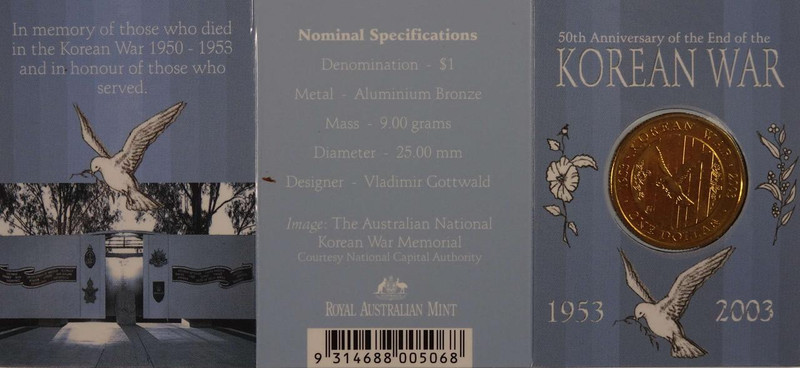 In memory of those who died
in the Korean War 1950 - 1953
and in honour of those who
served.
Nominal Specifications
Denomination - $1
Metal - Aluminium Bronze
Mass - 9.00 grams
Diameter - 25.00 mm
Designer - Vladimir Gottwald
Image: The Australian National
Korean War Memorial
Courtesy National Capital Authority
ROYAL AUSTRALIAN MINT
9 314688 005068
50th Anniversary of the End of the
KOREAN WAR
KOREAN WAR
ONE DOLLAR
1953
2003